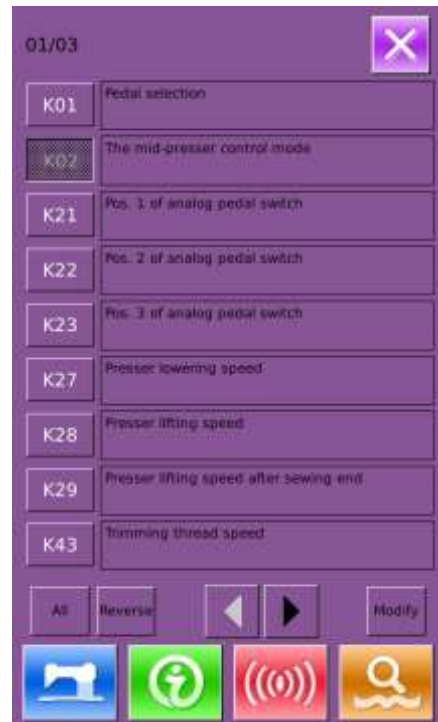 01/03
K01 Pedal selection
K02 The mid-presser control mode
K21 Pos. 1 of analog pedal switch
K22 Pos. 2 of analog pedal switch
K23 Pos. 3 of analog pedal switch
K27 Presser lowering speed
K28 Presser lifting speed
K29 Presser lifting speed after sewing end
K43 Trimming thread speed
All Reverse Modify